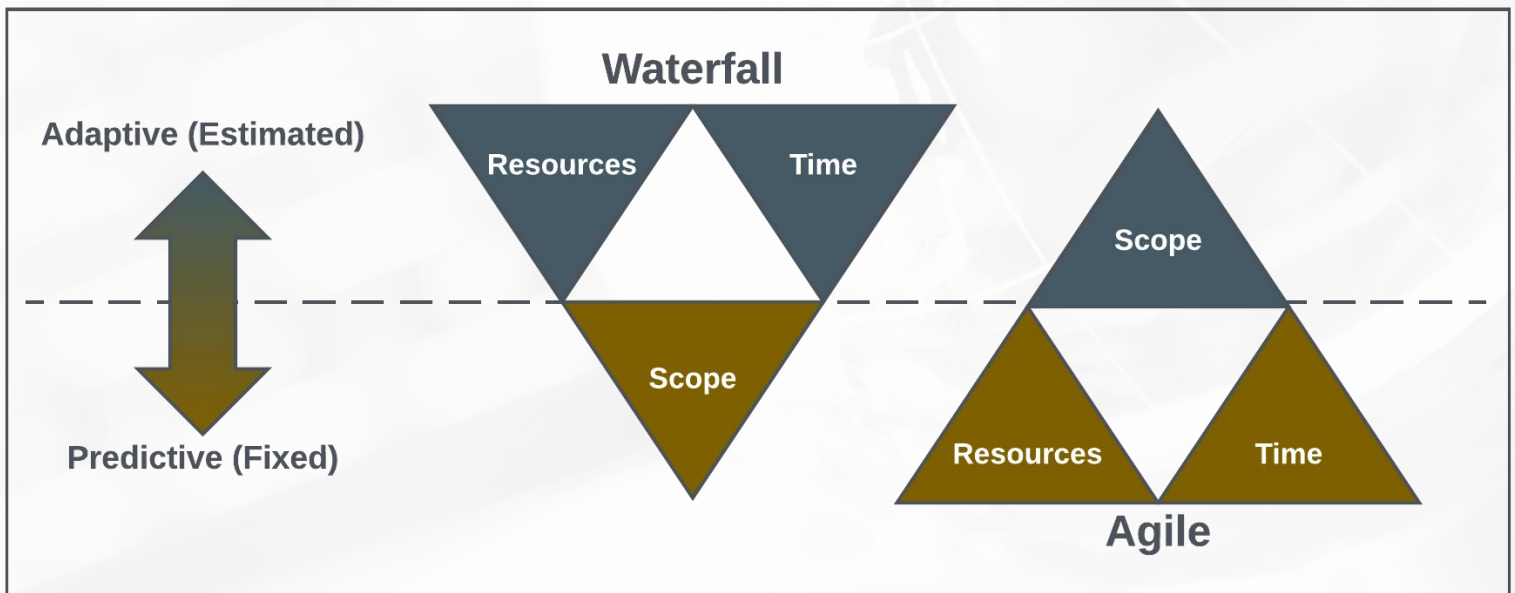 Waterfall
Adaptive (Estimated)
Resources
Time
Scope
Scope
Predictive (Fixed)
Resources
Time
Agile